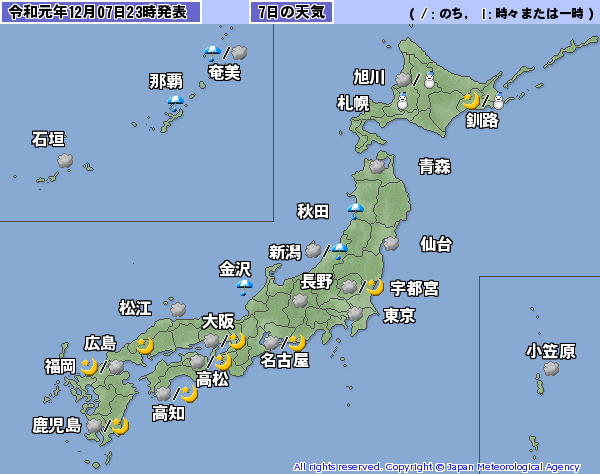 令和元年12月07日23時発表 7日の天気 ( / : のち, | : 時々または一時 )
奄美
那覇
石垣
旭川
札幌
釧路
青森
秋田
仙台
新潟
金沢
長野
宇都宮
松江
大阪
東京
広島
名古屋
福岡
高松
小笠原
高知
鹿児島
All rights reserved. Copyright © Japan Meteorological Agency